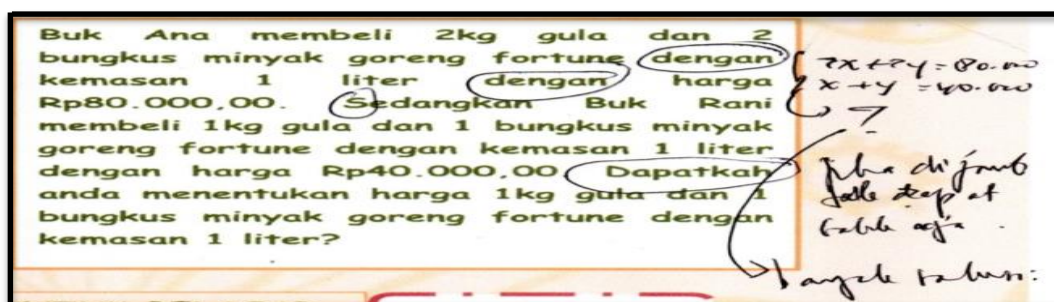 Buk Ana membeli 2kg gula dan 2
bungkus minyak goreng fortune dengan
kemasan 1 liter dengan harga
Rp80.000,00. Sedangkan Buk Rani
membeli 1kg gula dan 1 bungkus minyak
goreng fortune dengan kemasan 1 liter
dengan harga Rp40.000,00. Dapatkah
anda menentukan harga 1kg gula dan 1
bungkus minyak goreng fortune dengan
kemasan 1 liter?
2x+2y=80.000
x+y =40.000